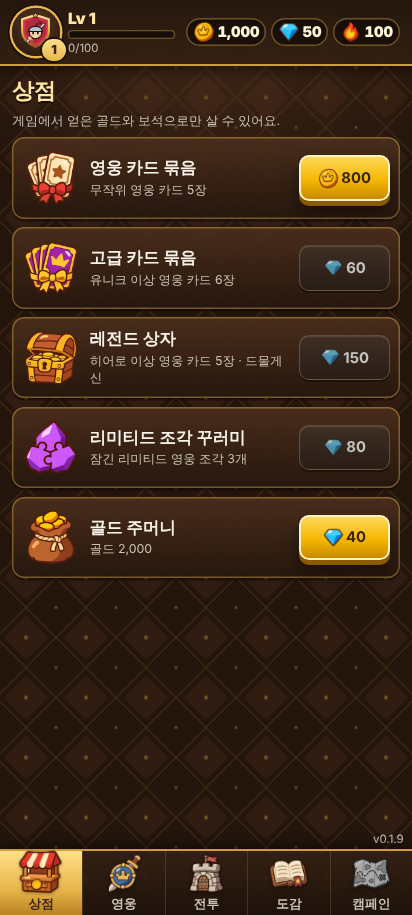 Lv 1
1
0/100
1,000
50
100
상점
게임에서 얻은 골드와 보석으로만 살 수 있어요.
영웅 카드 묶음
무작위 영웅 카드 5장
800
고급 카드 묶음
유니크 이상 영웅 카드 6장
60
레전드 상자
히어로 이상 영웅 카드 5장 · 드물게
신
150
리미티드 조각 꾸러미
잠긴 리미티드 영웅 조각 3개
80
골드 주머니
골드 2,000
40
v0.1.9
상점
영웅
전투
도감
캠페인